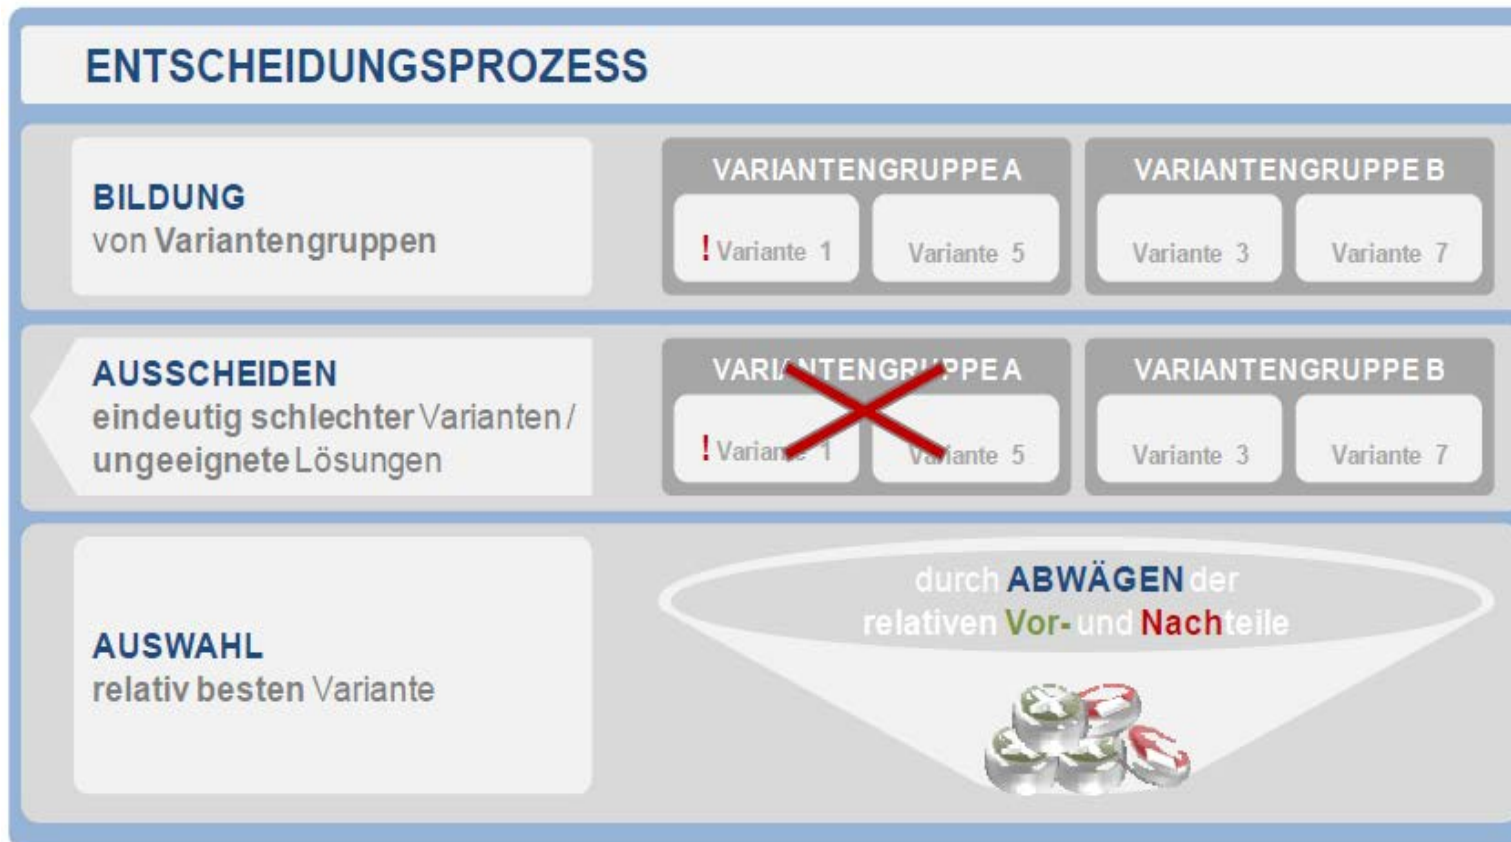 ENTSCHEIDUNGSPROZESS
BILDUNG
von Variantengruppen
VARIANTENGRUPPE A
! Variante 1
Variante 5
VARIANTENGRUPPE B
Variante 3
Variante 7
AUSSCHEIDEN
eindeutig schlechter Varianten /
ungeeignete Lösungen
VARIANTENGRUPPE A
! Variante 1
Variante 5
VARIANTENGRUPPE B
Variante 3
Variante 7
AUSWAHL
relativ besten Variante
durch ABWÄGEN der
relativen Vor- und Nachteile